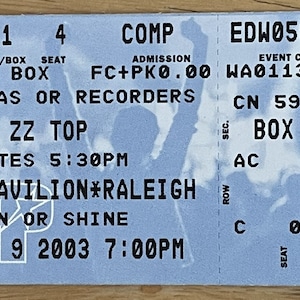 1 4 COMP EDW05
/BOX SEAT ADMISSION EVENT C
BOX FC+PK0.00 WA0113
AS OR RECORDERS CN 59
ZZ TOP SEC. BOX
TES 5:30PM AC
AVILION*RALEIGH ROW
N OR SHINE C 0
9 2003 7:00PM SEAT